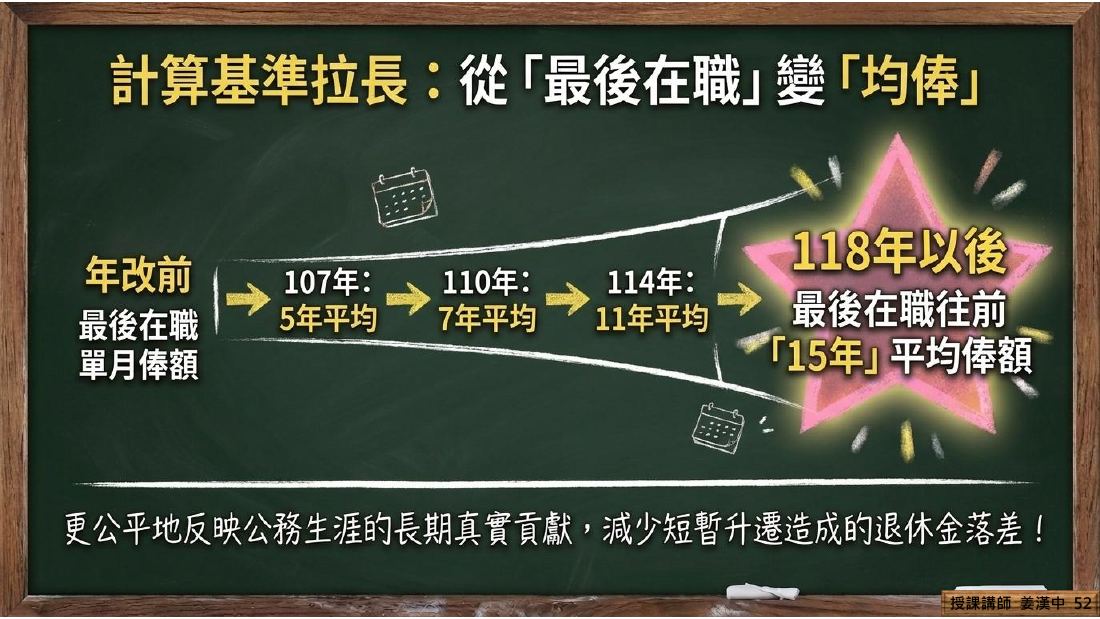 計算基準拉長：從「最後在職」變「均俸」
年改前
最後在職
單月俸額
107年：
5年平均
110年：
7年平均
114年：
11年平均
118年以後
最後在職往前
「15年」平均俸額
更公平地反映公務生涯的長期真實貢獻，減少短暫升遷造成的退休金落差！
授課講師 姜漢中 52